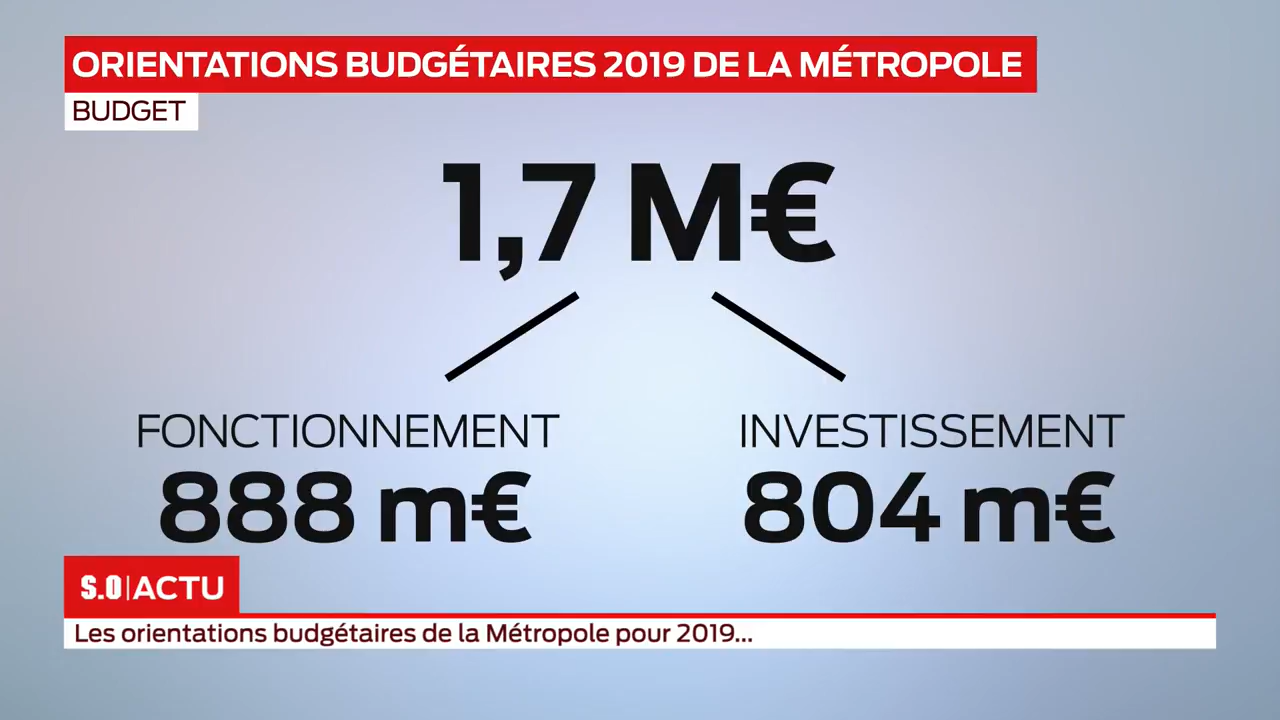 ORIENTATIONS BUDGÉTAIRES 2019 DE LA MÉTROPOLE
BUDGET
1,7 M€
FONCTIONNEMENT
888 m€
INVESTISSEMENT
804 m€
S.O|ACTU
Les orientations budgétaires de la Métropole pour 2019...